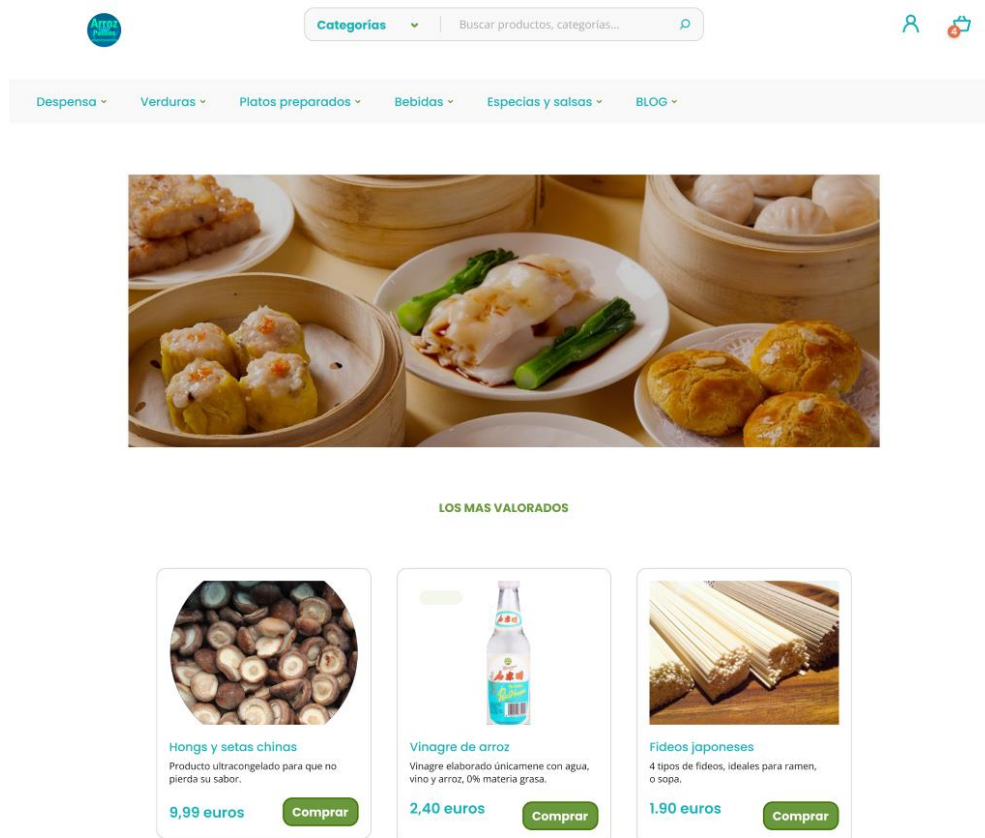 Arroz
Palillos
Categorías
Buscar productos, categorías...
4
Despensa
Verduras
Platos preparados
Bebidas
Especias y salsas
BLOG
LOS MAS VALORADOS
Hongs y setas chinas
Producto ultracongelado para que no
pierda su sabor.
9,99 euros
Comprar
Vinagre de arroz
Vinagre elaborado únicamene con agua,
vino y arroz, 0% materia grasa.
2,40 euros
Comprar
Fideos japoneses
4 tipos de fideos, ideales para ramen,
o sopa.
1.90 euros
Comprar